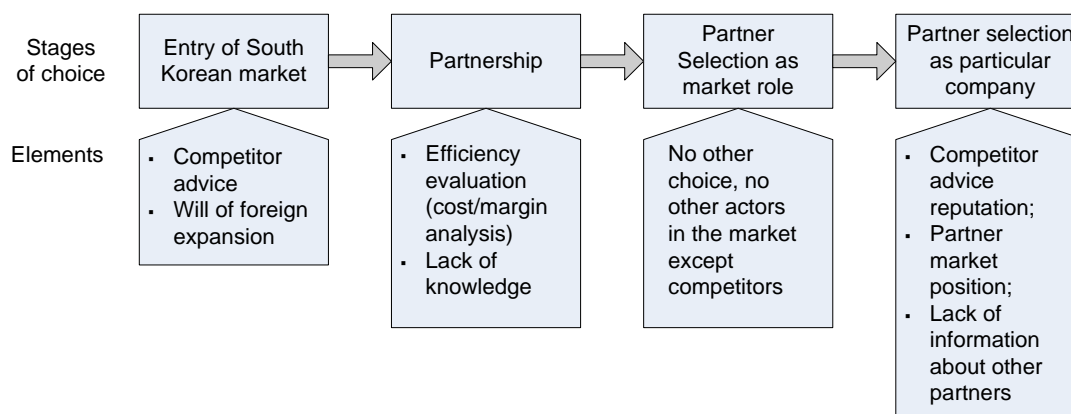 Stages
of choice
Entry of South
Korean market
Partnership
Partner
Selection as
market role
Partner selection
as particular
company
Elements
▪ Competitor
advice
▪ Will of foreign
expansion
▪ Efficiency
evaluation
(cost/margin
analysis)
▪ Lack of
knowledge
No other
choice, no
other actors
in the market
except
competitors
▪ Competitor
advice
reputation;
▪ Partner
market
position;
▪ Lack of
information
about other
partners